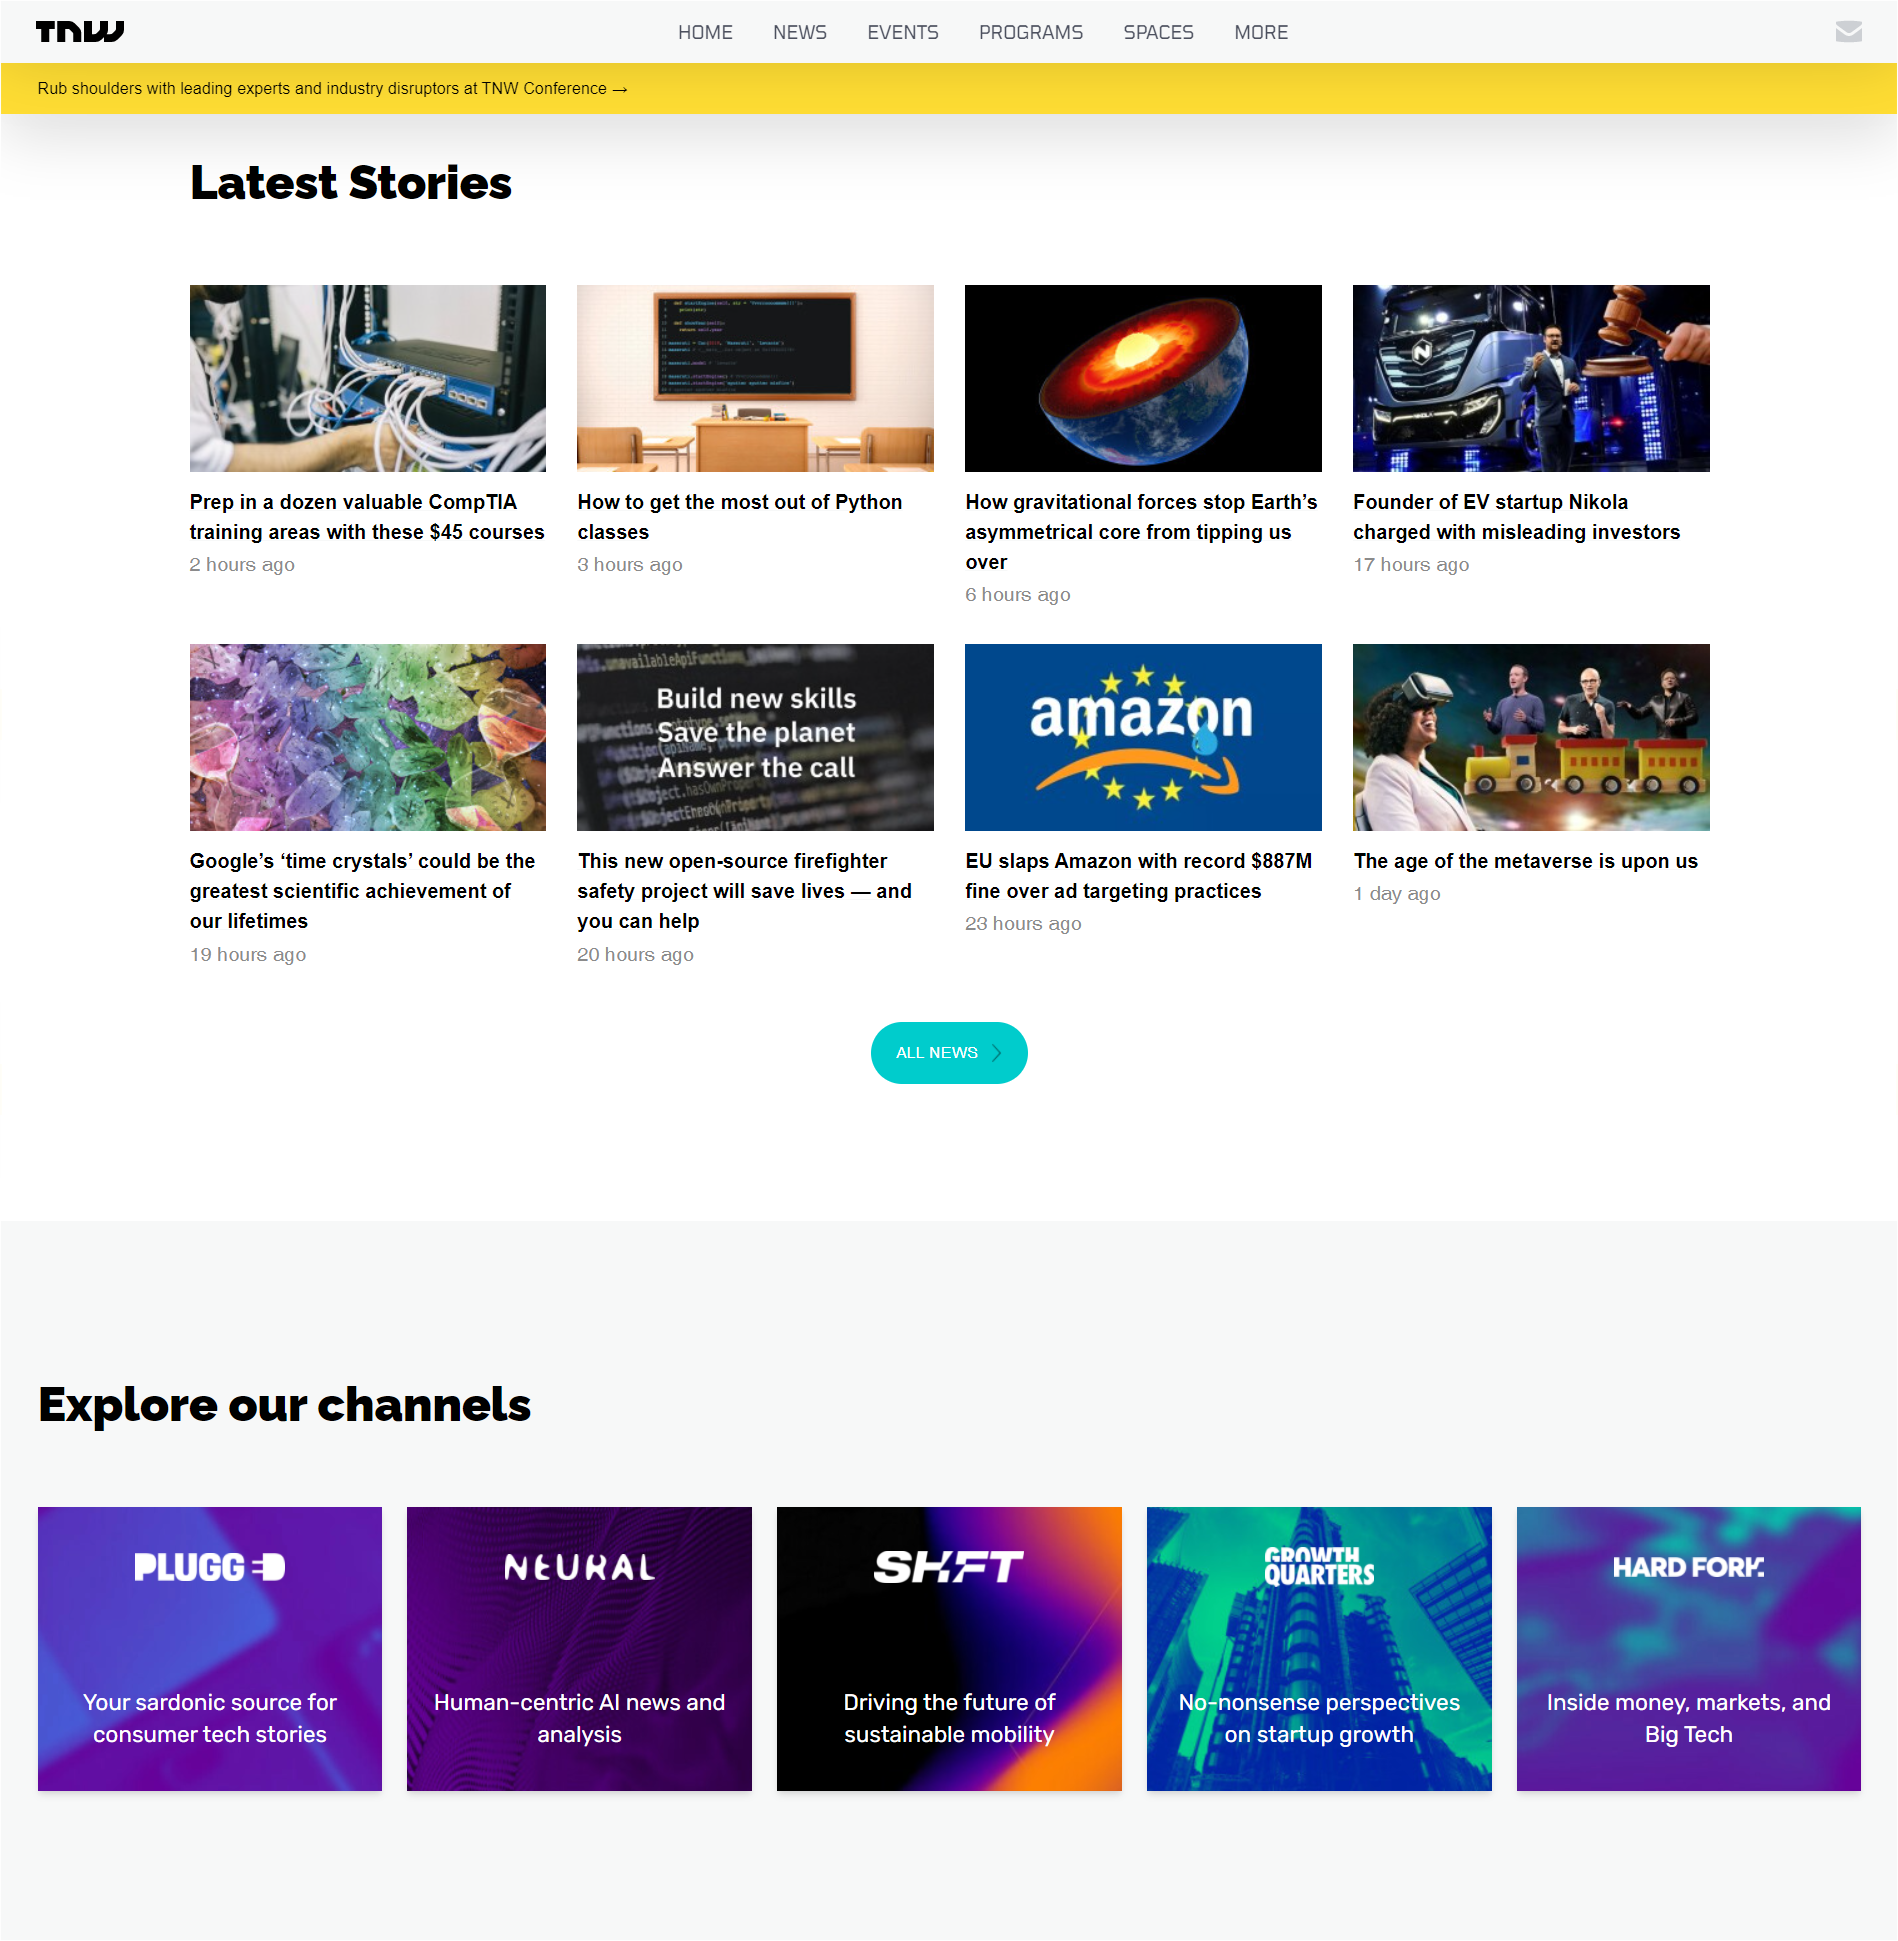 TNW
HOME NEWS EVENTS PROGRAMS SPACES MORE
Rub shoulders with leading experts and industry disruptors at TNW Conference →
Latest Stories
Prep in a dozen valuable CompTIA
training areas with these $45 courses
2 hours ago
How to get the most out of Python
classes
3 hours ago
How gravitational forces stop Earth’s
asymmetrical core from tipping us
over
6 hours ago
Founder of EV startup Nikola
charged with misleading investors
17 hours ago
Google’s ‘time crystals’ could be the
greatest scientific achievement of
our lifetimes
19 hours ago
Build new skills
Save the planet
Answer the call
This new open-source firefighter
safety project will save lives — and
you can help
20 hours ago
amazon
EU slaps Amazon with record $887M
fine over ad targeting practices
23 hours ago
The age of the metaverse is upon us
1 day ago
ALL NEWS
Explore our channels
PLUGGED
Your sardonic source for
consumer tech stories
NEURAL
Human-centric AI news and
analysis
SHIFT
Driving the future of
sustainable mobility
GROWTH
QUARTERS
No-nonsense perspectives
on startup growth
HARD FORK
Inside money, markets, and
Big Tech